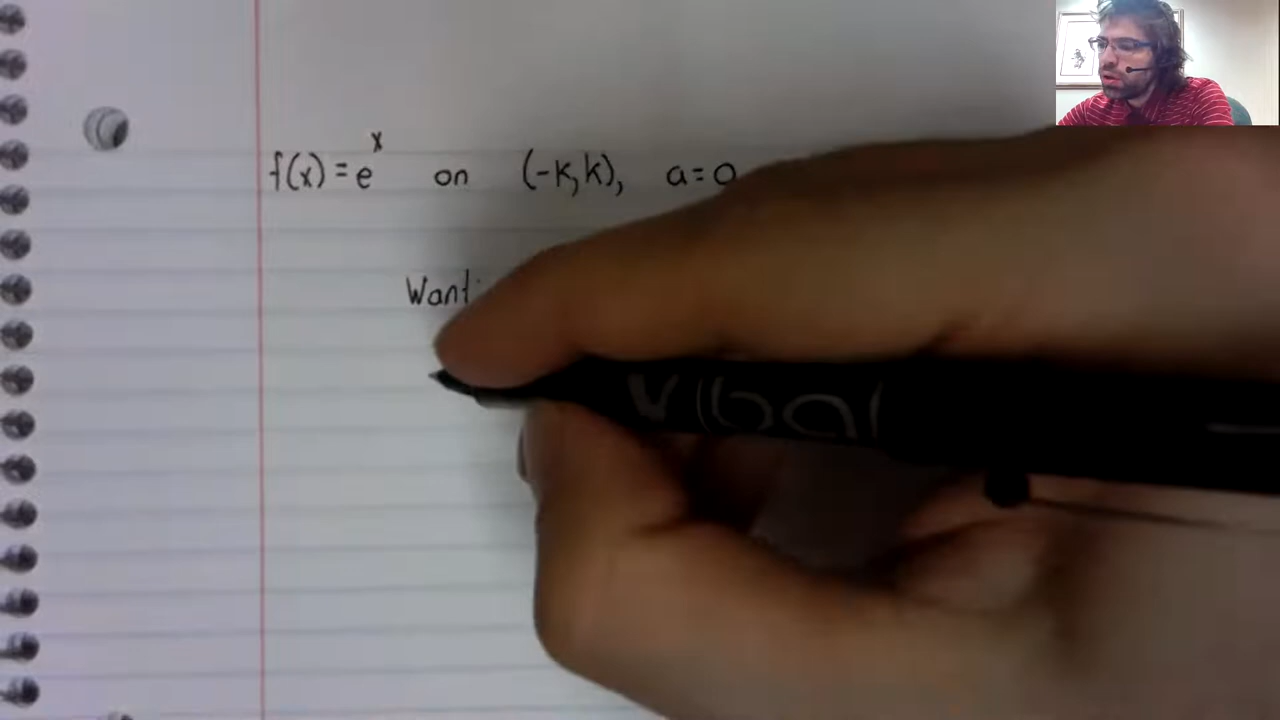 f(x) = e^x on (-k, k), a=0
Want: